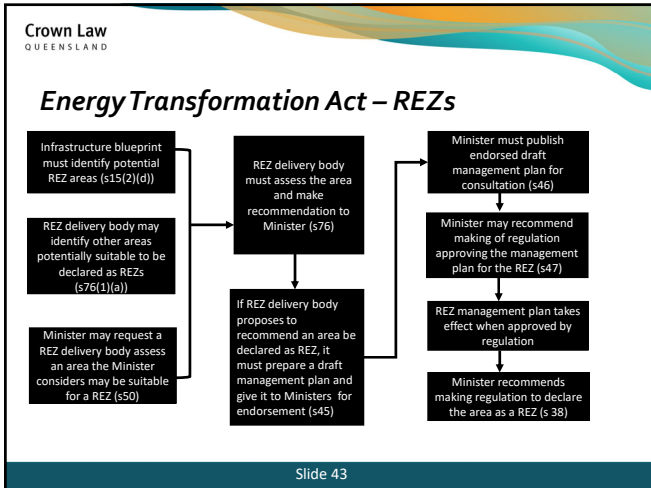 Crown Law
QUEENSLAND
Energy Transformation Act – REZs
Infrastructure blueprint
must identify potential
REZ areas (s15(2)(d))
REZ delivery body may
identify other areas
potentially suitable to be
declared as REZs
(s76(1)(a))
Minister may request a
REZ delivery body assess
an area the Minister
considers may be suitable
for a REZ (s50)
REZ delivery body
must assess the area
and make
recommendation to
Minister (s76)
If REZ delivery body
proposes to
recommend an area be
declared as REZ, it
must prepare a draft
management plan and
give it to Ministers for
endorsement (s45)
Minister must publish
endorsed draft
management plan for
consultation (s46)
Minister may recommend
making of regulation
approving the management
plan for the REZ (s47)
REZ management plan takes
effect when approved by
regulation
Minister recommends
making regulation to declare
the area as a REZ (s 38)
Slide 43